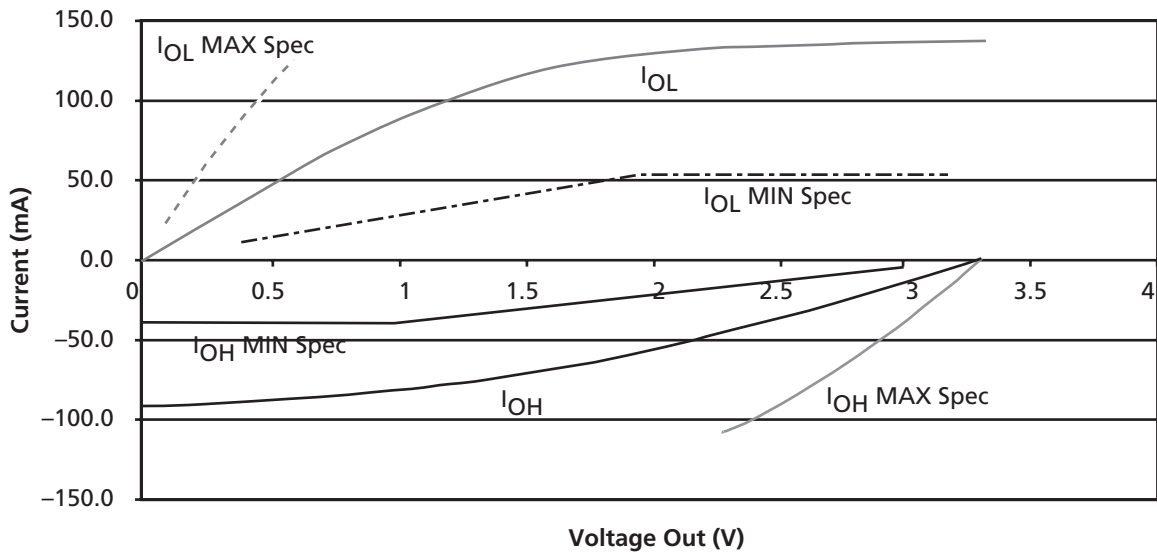 150.0
I_OL MAX Spec
I_OL
100.0
50.0
I_OL MIN Spec
0.0
0 0.5 1 1.5 2 2.5 3 3.5 4
I_OH MIN Spec
–50.0
I_OH
I_OH MAX Spec
–100.0
–150.0
Current (mA)
Voltage Out (V)